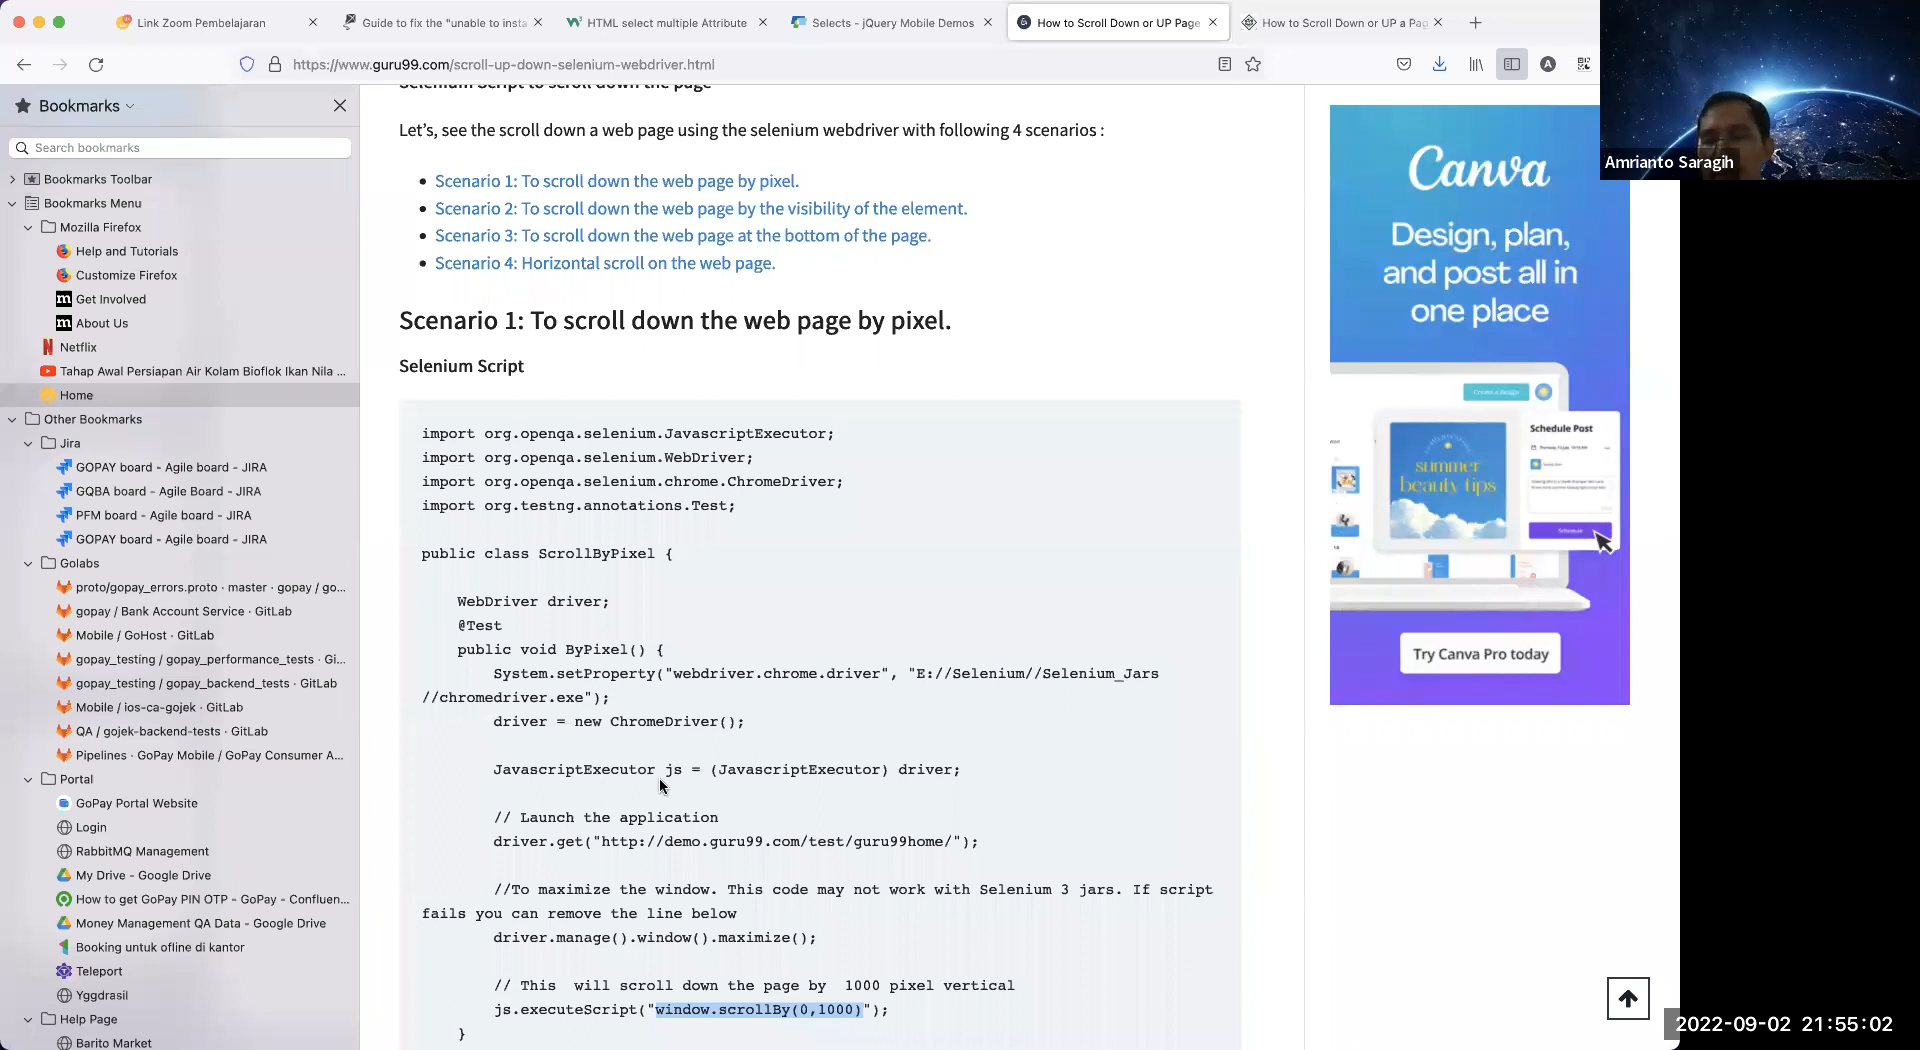 Link Zoom Pembelajaran
Guide to fix the "unable to insta
HTML select multiple Attribute
Selects - jQuery Mobile Demos
How to Scroll Down or UP Page
How to Scroll Down or UP a Pag
https://www.guru99.com/scroll-up-down-selenium-webdriver.html
Amrianto Saragih
Bookmarks
Search bookmarks
Bookmarks Toolbar
Bookmarks Menu
Mozilla Firefox
Help and Tutorials
Customize Firefox
Get Involved
About Us
Netflix
Tahap Awal Persiapan Air Kolam Bioflok Ikan Nila ...
Home
Other Bookmarks
Jira
GOPAY board - Agile board - JIRA
GQBA board - Agile Board - JIRA
PFM board - Agile board - JIRA
GOPAY board - Agile board - JIRA
Golabs
proto/gopay_errors.proto · master · gopay / go...
gopay / Bank Account Service · GitLab
Mobile / GoHost · GitLab
gopay_testing / gopay_performance_tests · Gi...
gopay_testing / gopay_backend_tests · GitLab
Mobile / ios-ca-gojek · GitLab
QA / gojek-backend-tests · GitLab
Pipelines · GoPay Mobile / GoPay Consumer A...
Portal
GoPay Portal Website
Login
RabbitMQ Management
My Drive - Google Drive
How to get GoPay PIN OTP - GoPay - Confluen...
Money Management QA Data - Google Drive
Booking untuk ofline di kantor
Teleport
Yggdrasil
Help Page
Barito Market
Selenium Script to scroll down the page
Let's, see the scroll down a web page using the selenium webdriver with following 4 scenarios :
Scenario 1: To scroll down the web page by pixel.
Scenario 2: To scroll down the web page by the visibility of the element.
Scenario 3: To scroll down the web page at the bottom of the page.
Scenario 4: Horizontal scroll on the web page.
Scenario 1: To scroll down the web page by pixel.
Selenium Script
import org.openqa.selenium.JavascriptExecutor;
import org.openqa.selenium.WebDriver;
import org.openqa.selenium.chrome.ChromeDriver;
import org.testng.annotations.Test;
public class ScrollByPixel {
WebDriver driver;
@Test
public void ByPixel() {
System.setProperty("webdriver.chrome.driver", "E://Selenium//Selenium_Jars
//chromedriver.exe");
driver = new ChromeDriver();
JavascriptExecutor js = (JavascriptExecutor) driver;
// Launch the application
driver.get("http://demo.guru99.com/test/guru99home/");
//To maximize the window. This code may not work with Selenium 3 jars. If script
fails you can remove the line below
driver.manage().window().maximize();
// This  will scroll down the page by  1000 pixel vertical
js.executeScript("window.scrollBy(0,1000)");
}
Canva
Design, plan,
and post all in
one place
Create a design
Schedule Post
summer
beauty tips
Schedule
Try Canva Pro today
2022-09-02 21:55:02